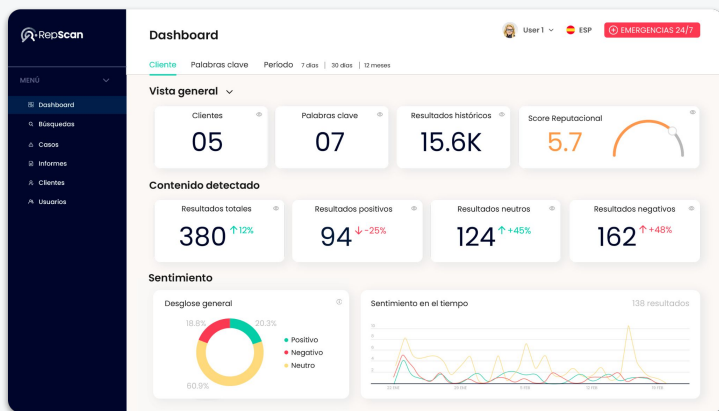 RepScan
Dashboard
User 1
ESP
EMERGENCIAS 24/7
Cliente
Palabras clave
Período
7 días | 30 días | 12 meses
MENÚ
Dashboard
Búsquedas
Casos
Informes
Clientes
Usuarios
Vista general
Clientes
05
Palabras clave
07
Resultados históricos
15.6K
Score Reputacional
5.7
Contenido detectado
Resultados totales
380 ↑ 12%
Resultados positivos
94 ↓ -25%
Resultados neutros
124 ↑ +45%
Resultados negativos
162 ↑ +48%
Sentimiento
Desglose general
18.8%
20.3%
60.9%
Positivo
Negativo
Neutro
Sentimiento en el tiempo
138 resultados